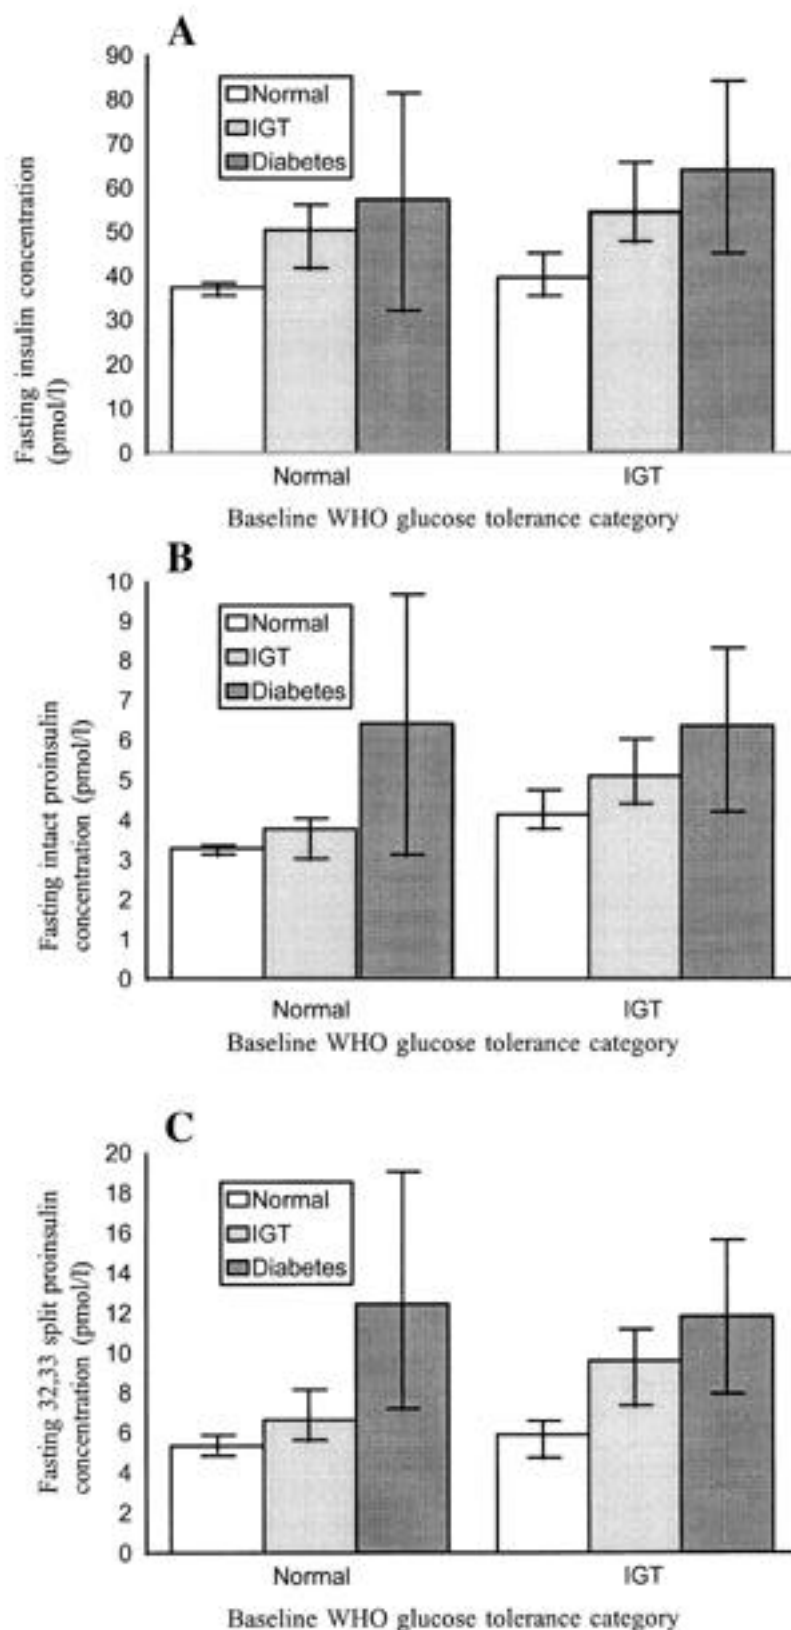 A
90
80
70
60
50
40
30
20
10
0
Fasting insulin concentration
(pmol/l)
Normal
IGT
Diabetes
Normal IGT
Baseline WHO glucose tolerance category
B
10
9
8
7
6
5
4
3
2
1
0
Fasting intact proinsulin
concentration (pmol/l)
Normal
IGT
Diabetes
Normal IGT
Baseline WHO glucose tolerance category
C
20
18
16
14
12
10
8
6
4
2
0
Fasting 32,33 split proinsulin
concentration (pmol/l)
Normal
IGT
Diabetes
Normal IGT
Baseline WHO glucose tolerance category